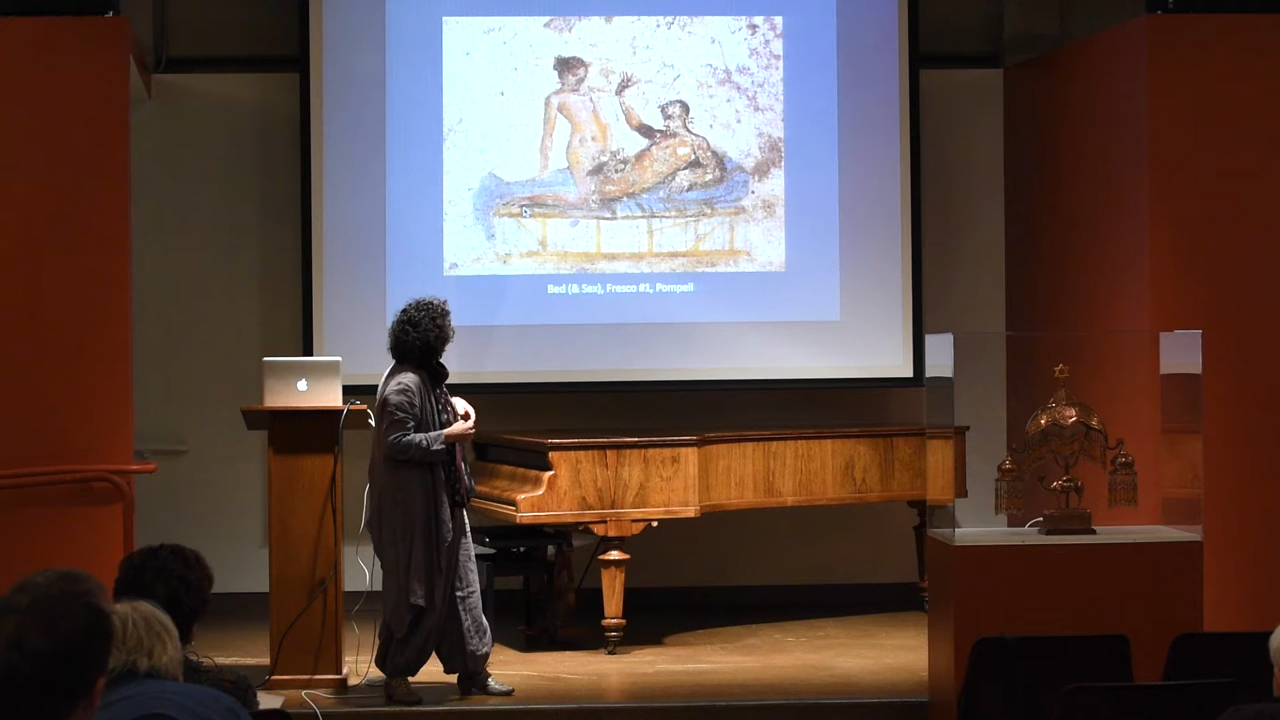 Bed (& Sex), Fresco #1, Pompeii